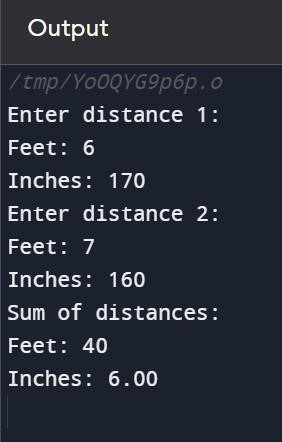 Output
/tmp/YoOQYG9p6p.o
Enter distance 1:
Feet: 6
Inches: 170
Enter distance 2:
Feet: 7
Inches: 160
Sum of distances:
Feet: 40
Inches: 6.00